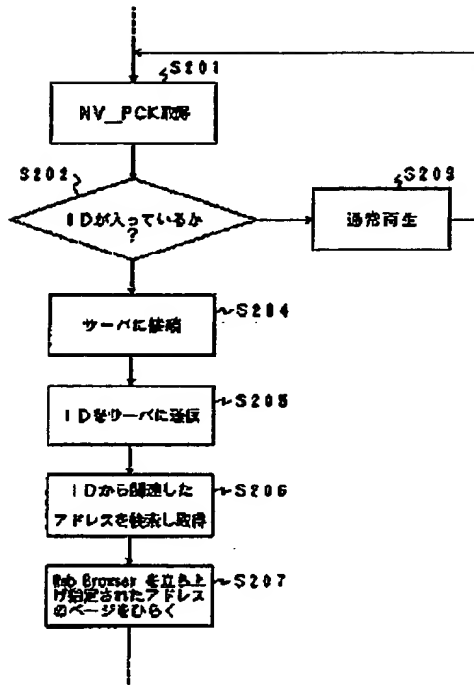 S201
NV_PCK取得
S202
IDが入っているか
?
S203
通常再生
サーバに接続
S204
IDをサーバに送信
S205
IDから関連した
アドレスを検索し取得
S206
Web Browser を立ち上
げ指定されたアドレス
のページをひらく
S207